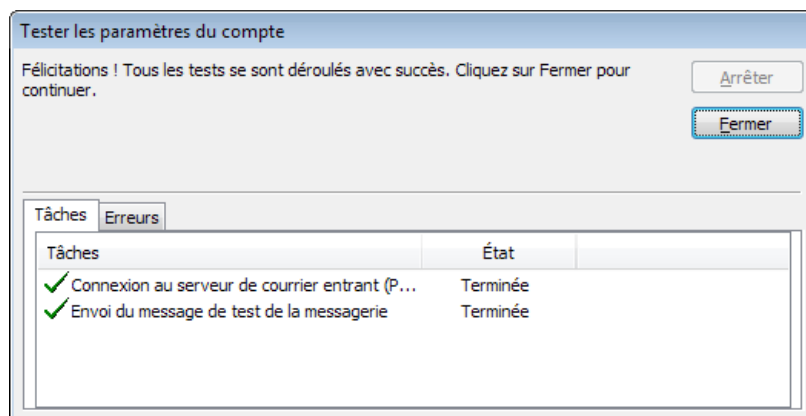 Tester les paramètres du compte
Félicitations ! Tous les tests se sont déroulés avec succès. Cliquez sur Fermer pour
continuer.
Arrêter
Fermer
Tâches Erreurs
Tâches État
Connexion au serveur de courrier entrant (P... Terminée
Envoi du message de test de la messagerie Terminée